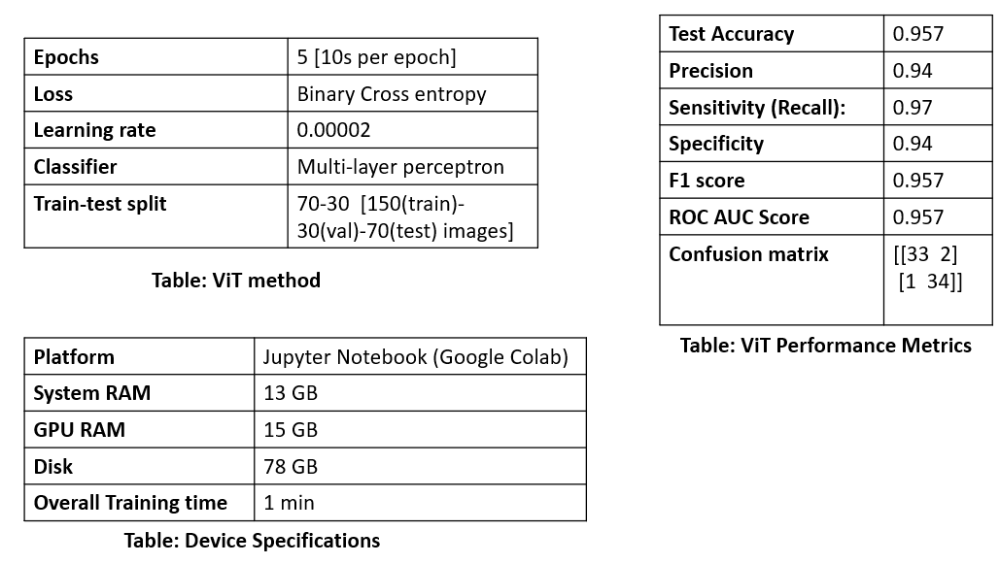 Epochs 5 [10s per epoch]
Loss Binary Cross entropy
Learning rate 0.00002
Classifier Multi-layer perceptron
Train-test split 70-30  [150(train)-
30(val)-70(test) images]
Table: ViT method
Platform Jupyter Notebook (Google Colab)
System RAM 13 GB
GPU RAM 15 GB
Disk 78 GB
Overall Training time 1 min
Table: Device Specifications
Test Accuracy 0.957
Precision 0.94
Sensitivity (Recall): 0.97
Specificity 0.94
F1 score 0.957
ROC AUC Score 0.957
Confusion matrix [[33  2]
[1  34]]
Table: ViT Performance Metrics